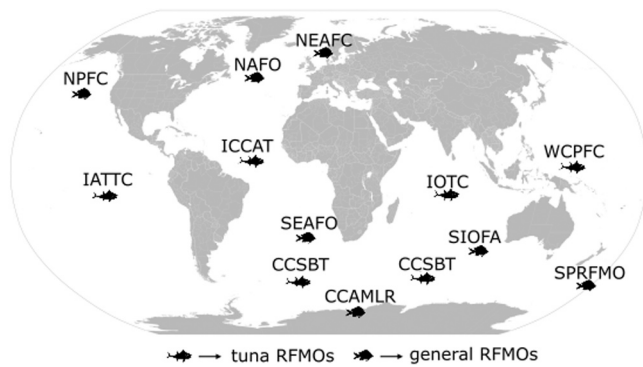 NEAFC
NAFO
NPFC
ICCAT
WCPFC
IATTC
IOTC
SEAFO
SIOFA
CCSBT
CCSBT
SPRFMO
CCAMLR
tuna RFMOs
general RFMOs